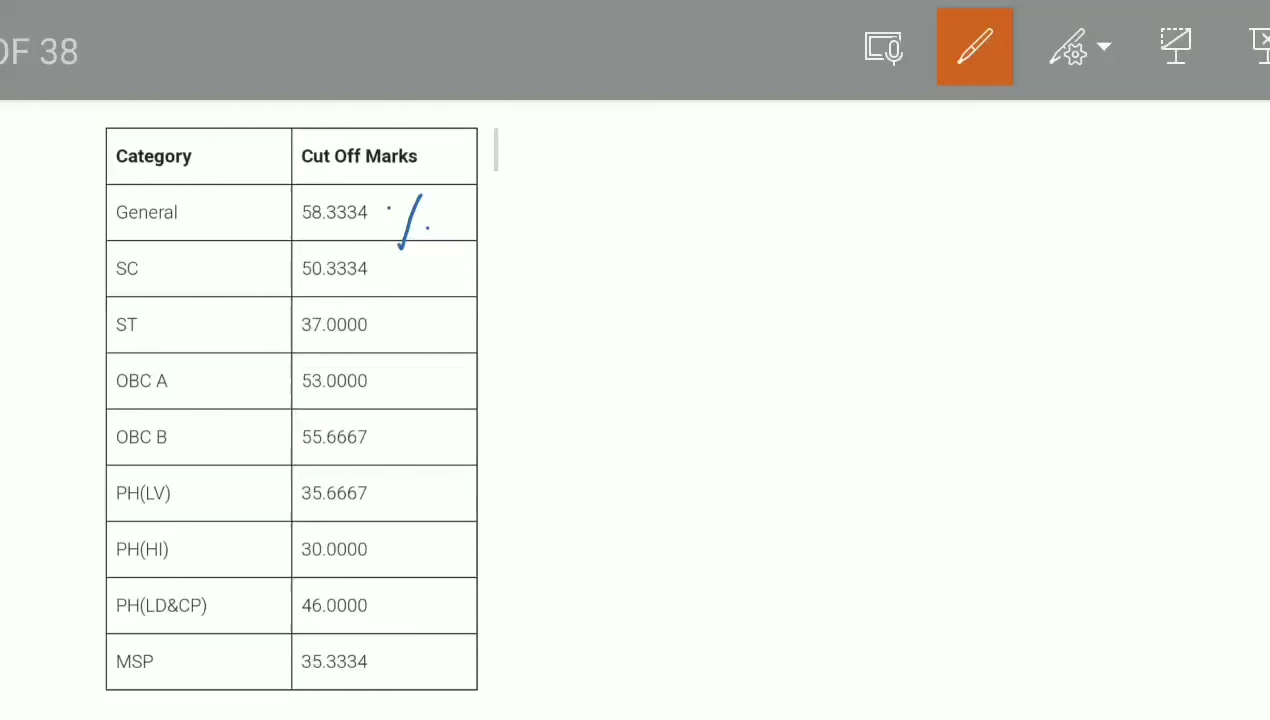 OF 38
Category Cut Off Marks
General 58.3334 %
SC 50.3334
ST 37.0000
OBC A 53.0000
OBC B 55.6667
PH(LV) 35.6667
PH(HI) 30.0000
PH(LD&CP) 46.0000
MSP 35.3334